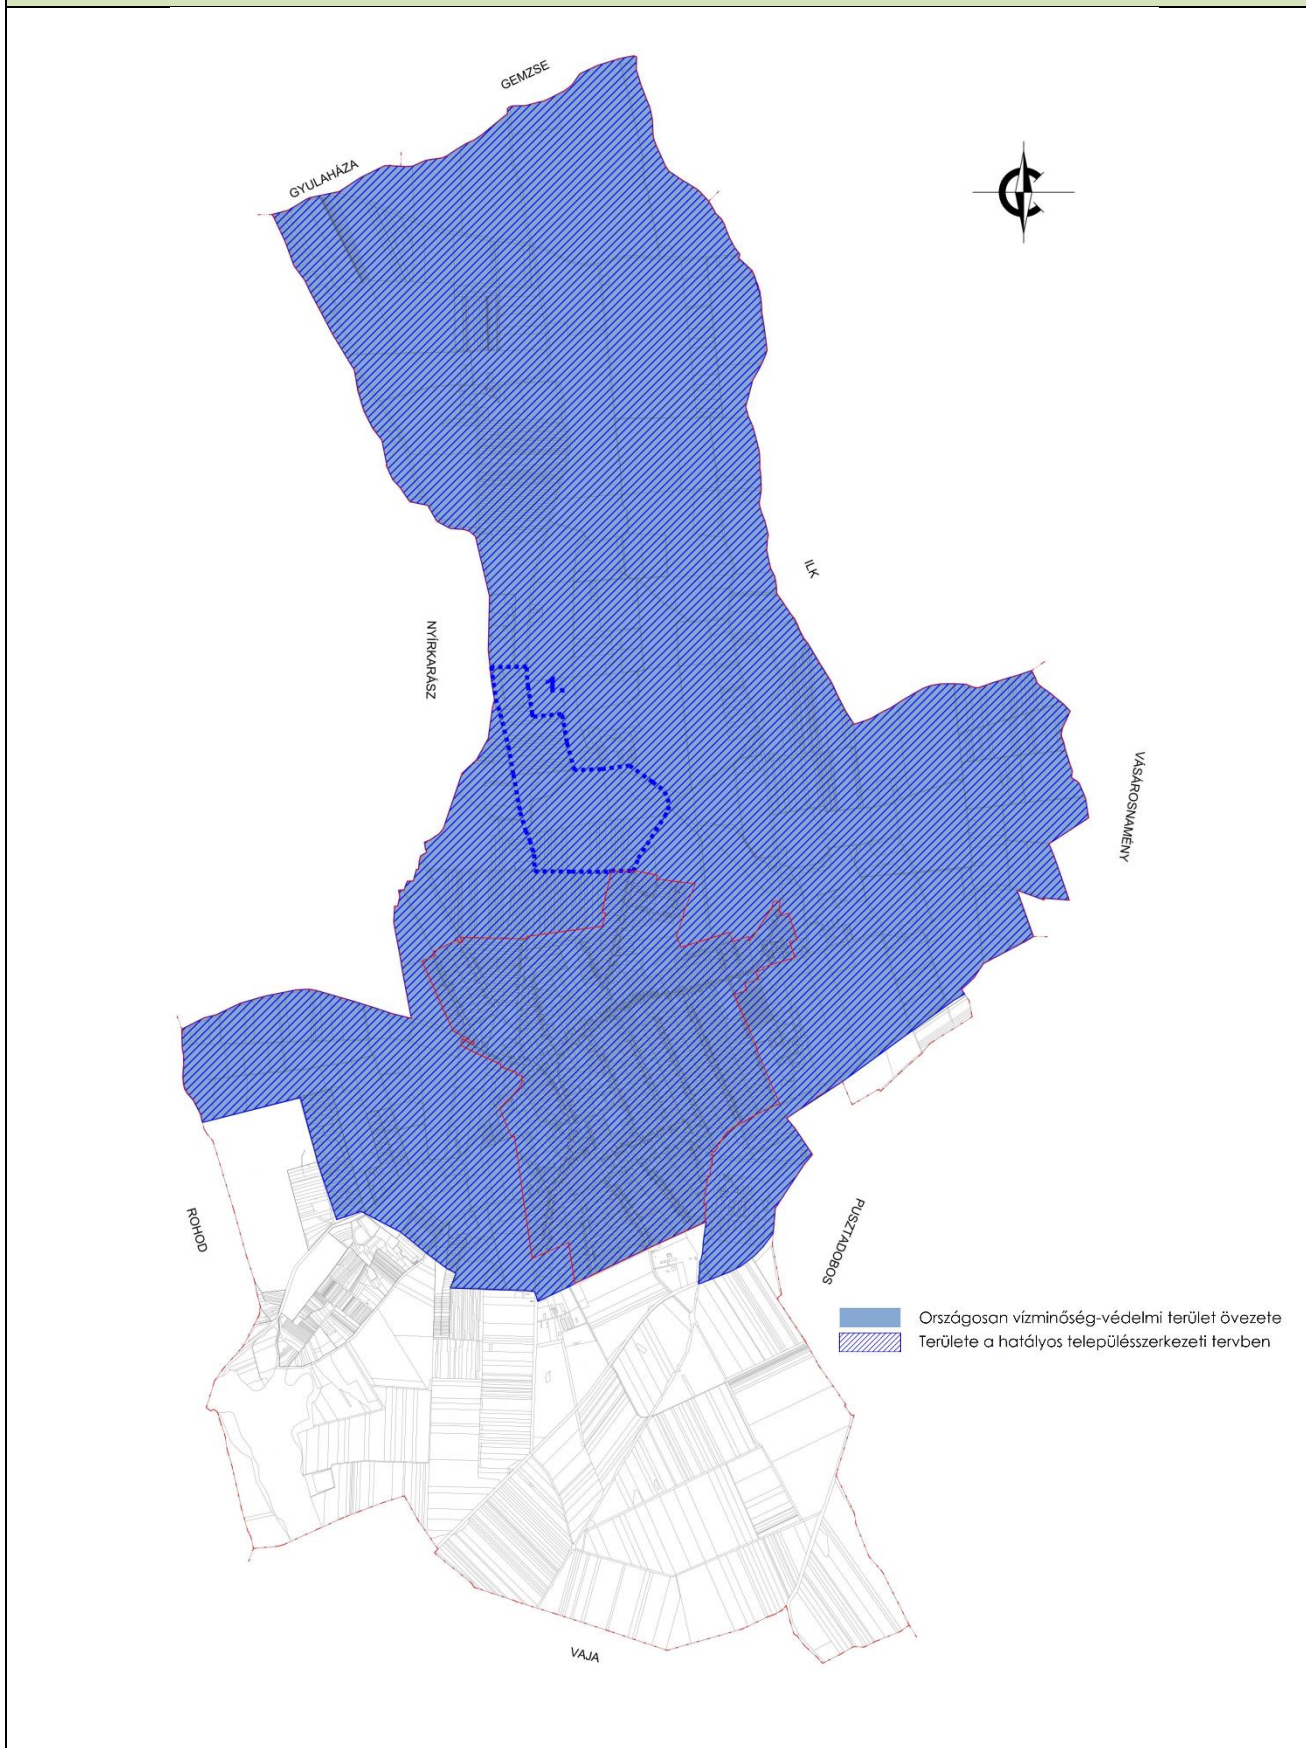 GEMZSE
GYULAHÁZA
ILK
NYÍRKARÁSZ
1.
VÁSÁROSNAMÉNY
ROHOD
PUSZTADOBOS
Országosan vízminőség-védelmi terület övezete
Területe a hatályos településszerkezeti tervben
VAJA